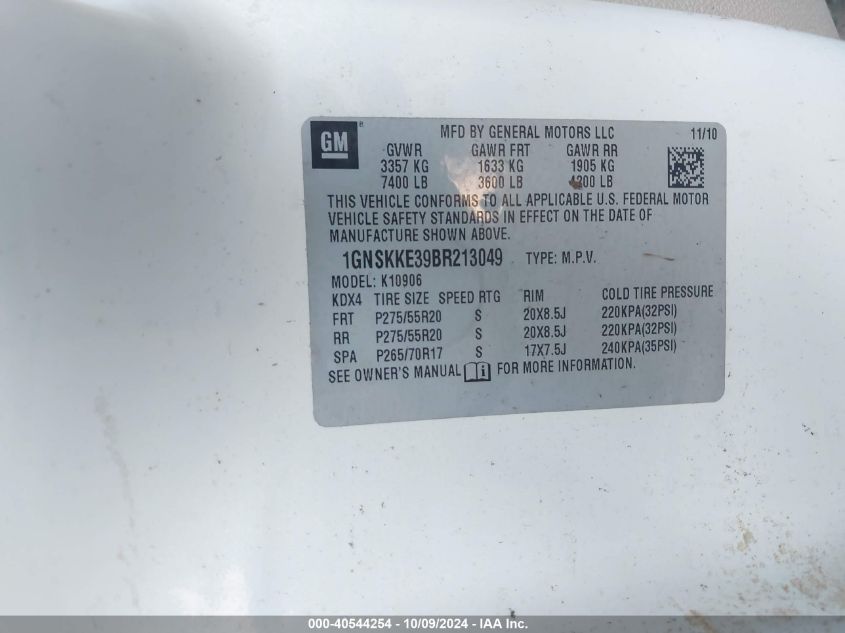 GM ®
MFD BY GENERAL MOTORS LLC 11/10
GVWR GAWR FRT GAWR RR
3357 KG 1633 KG 1905 KG
7400 LB 3600 LB 4200 LB
THIS VEHICLE CONFORMS TO ALL APPLICABLE U.S. FEDERAL MOTOR
VEHICLE SAFETY STANDARDS IN EFFECT ON THE DATE OF
MANUFACTURE SHOWN ABOVE.
1GNSKKE39BR213049 TYPE: M.P.V.
MODEL: K10906
KDX4 TIRE SIZE SPEED RTG RIM COLD TIRE PRESSURE
FRT P275/55R20 S 20X8.5J 220KPA(32PSI)
RR P275/55R20 S 20X8.5J 220KPA(32PSI)
SPA P265/70R17 S 17X7.5J 240KPA(35PSI)
SEE OWNER'S MANUAL FOR MORE INFORMATION.
000-40544254 - 10/09/2024 - IAA Inc.